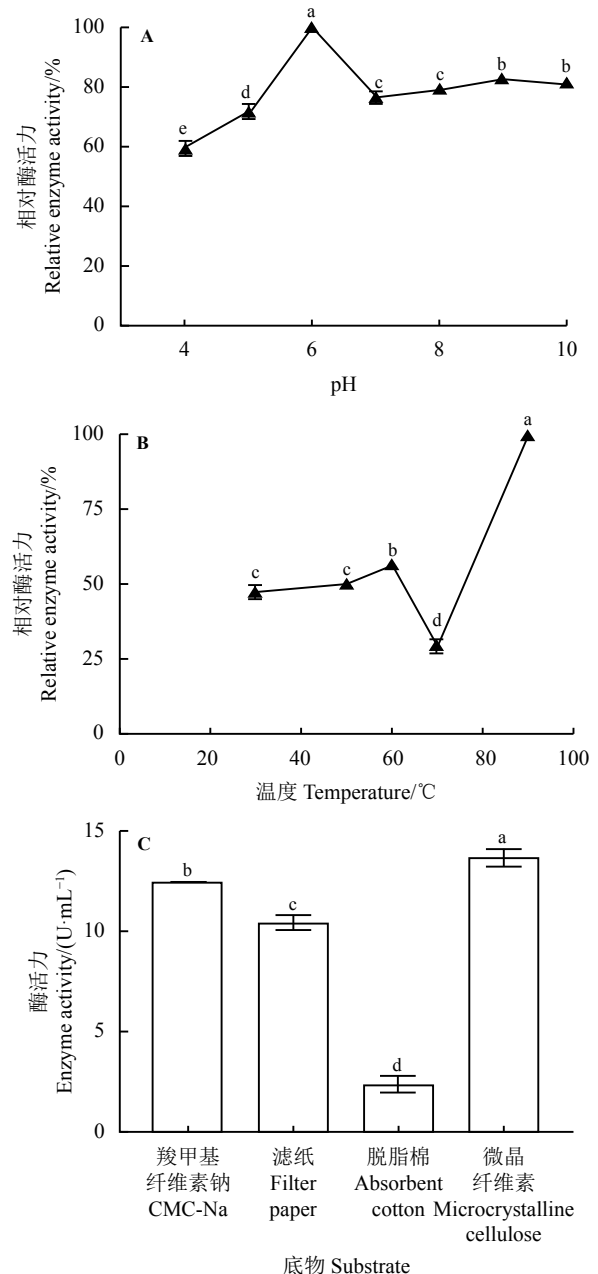 A
相对酶活力
Relative enzyme activity/%
100
80
60
40
20
0
e
d
a
c
c
b
b
4
6
8
10
pH
B
相对酶活力
Relative enzyme activity/%
100
75
50
25
0
c
c
b
d
a
0
20
40
60
80
100
温度 Temperature/℃
C
酶活力
Enzyme activity/(U·mL⁻¹)
15
10
5
0
b
c
d
a
羧甲基
纤维素钠
CMC-Na
滤纸
Filter
paper
脱脂棉
Absorbent
cotton
微晶
纤维素
Microcrystalline
cellulose
底物 Substrate